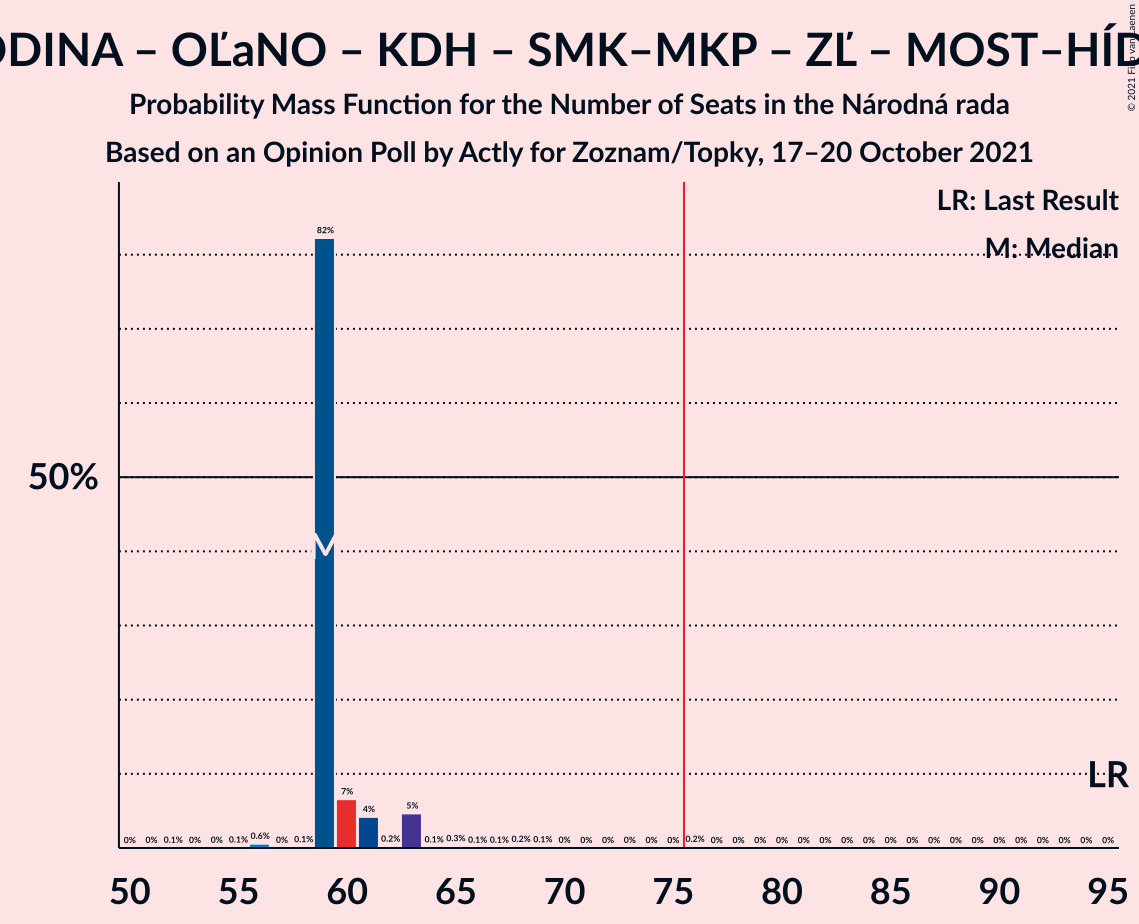 ODINA – OĽaNO – KDH – SMK–MKP – ZĽ – MOST–HÍD
Probability Mass Function for the Number of Seats in the Národná rada
Based on an Opinion Poll by Actly for Zoznam/Topky, 17–20 October 2021
© 2021 Filip van Laenen
LR: Last Result
M: Median
82%
50%
M
LR
7%
4%
5%
0% 0% 0.1% 0% 0% 0.1% 0.6% 0% 0.1% 0.2% 0.1% 0.3% 0.1% 0.1% 0.2% 0.1% 0% 0% 0% 0% 0% 0% 0.2% 0% 0% 0% 0% 0% 0% 0% 0% 0% 0% 0% 0% 0% 0% 0% 0% 0% 0% 0%
50 55 60 65 70 75 80 85 90 95